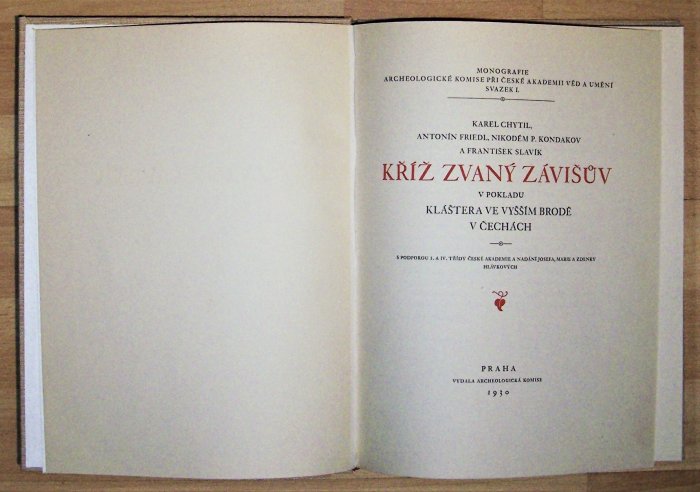 MONOGRAFIE
ARCHEOLOGICKÉ KOMISE PŘI ČESKÉ AKADEMII VĚD A UMĚNÍ
SVAZEK I.
KAREL CHYTIL,
ANTONÍN FRIEDL, NIKODÉM P. KONDAKOV
A FRANTIŠEK SLAVÍK
KŘÍŽ ZVANÝ ZÁVIŠŮV
V POKLADU
KLÁŠTERA VE VYŠŠÍM BRODĚ
V ČECHÁCH
S PODPOROU I. A IV. TŘÍDY ČESKÉ AKADEMIE A NADÁNÍ JOSEFA, MARIE A ZDENKY
HLÁVKOVÝCH
PRAHA
VYDALA ARCHEOLOGICKÁ KOMISE
1930